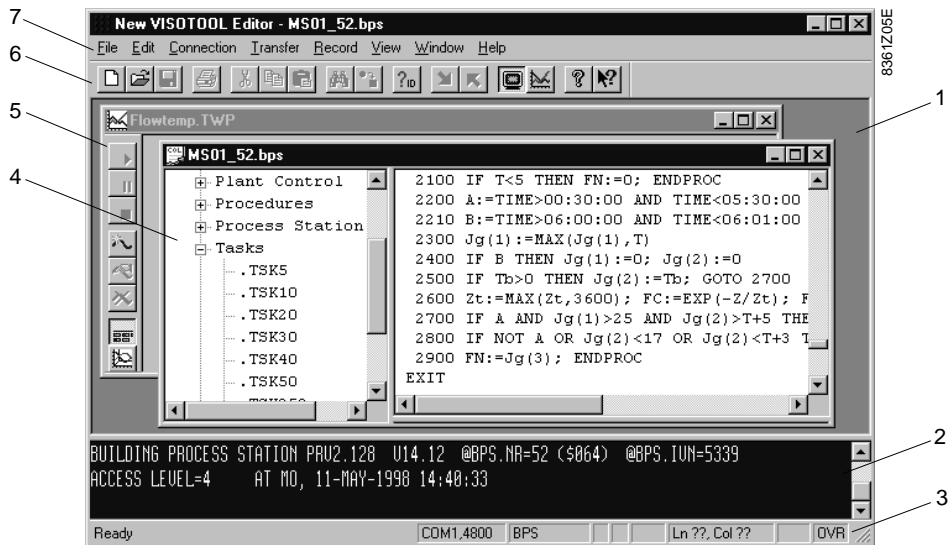 New VISOTOOL Editor - MS01_52.bps
8361Z05E
7
File Edit Connection Transfer Record View Window Help
6
?ID
1
5
Flowtemp.TWP
COL
MS01_52.bps
4
Plant Control
Procedures
Process Station
Tasks
.TSK5
.TSK10
.TSK20
.TSK30
.TSK40
.TSK50
2100 IF T<5 THEN FN:=0; ENDPROC
2200 A:=TIME>00:30:00 AND TIME<05:30:00
2210 B:=TIME>06:00:00 AND TIME<06:01:00
2300 Jg(1):=MAX(Jg(1),T)
2400 IF B THEN Jg(1):=0; Jg(2):=0
2500 IF Tb>0 THEN Jg(2):=Tb; GOTO 2700
2600 Zt:=MAX(Zt,3600); FC:=EXP(-Z/Zt); F
2700 IF A AND Jg(1)>25 AND Jg(2)>T+5 THE
2800 IF NOT A OR Jg(2)<17 OR Jg(2)<T+3 T
2900 FN:=Jg(3); ENDPROC
EXIT
BUILDING PROCESS STATION PRV2.128 V14.12 @BPS.NR=52 ($064) @BPS.IVN=5339
ACCESS LEVEL=4 AT MO, 11-MAY-1998 14:40:33
2
3
Ready COM1,4800 BPS Ln ??, Col ?? OVR